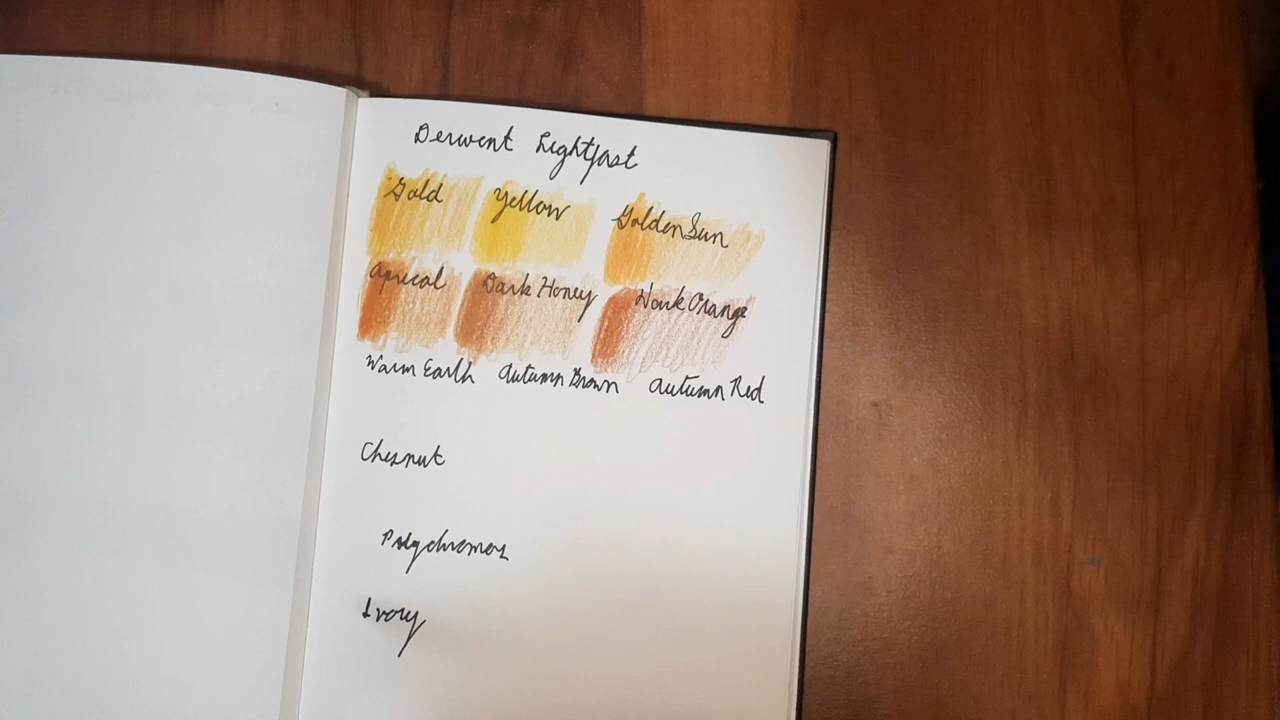 Derwent Lightfast
Gold Yellow Golden Sun
Apricot Dark Honey Dark Orange
Warm Earth Autumn Brown Autumn Red
Chesnut
Polychromos
Ivory